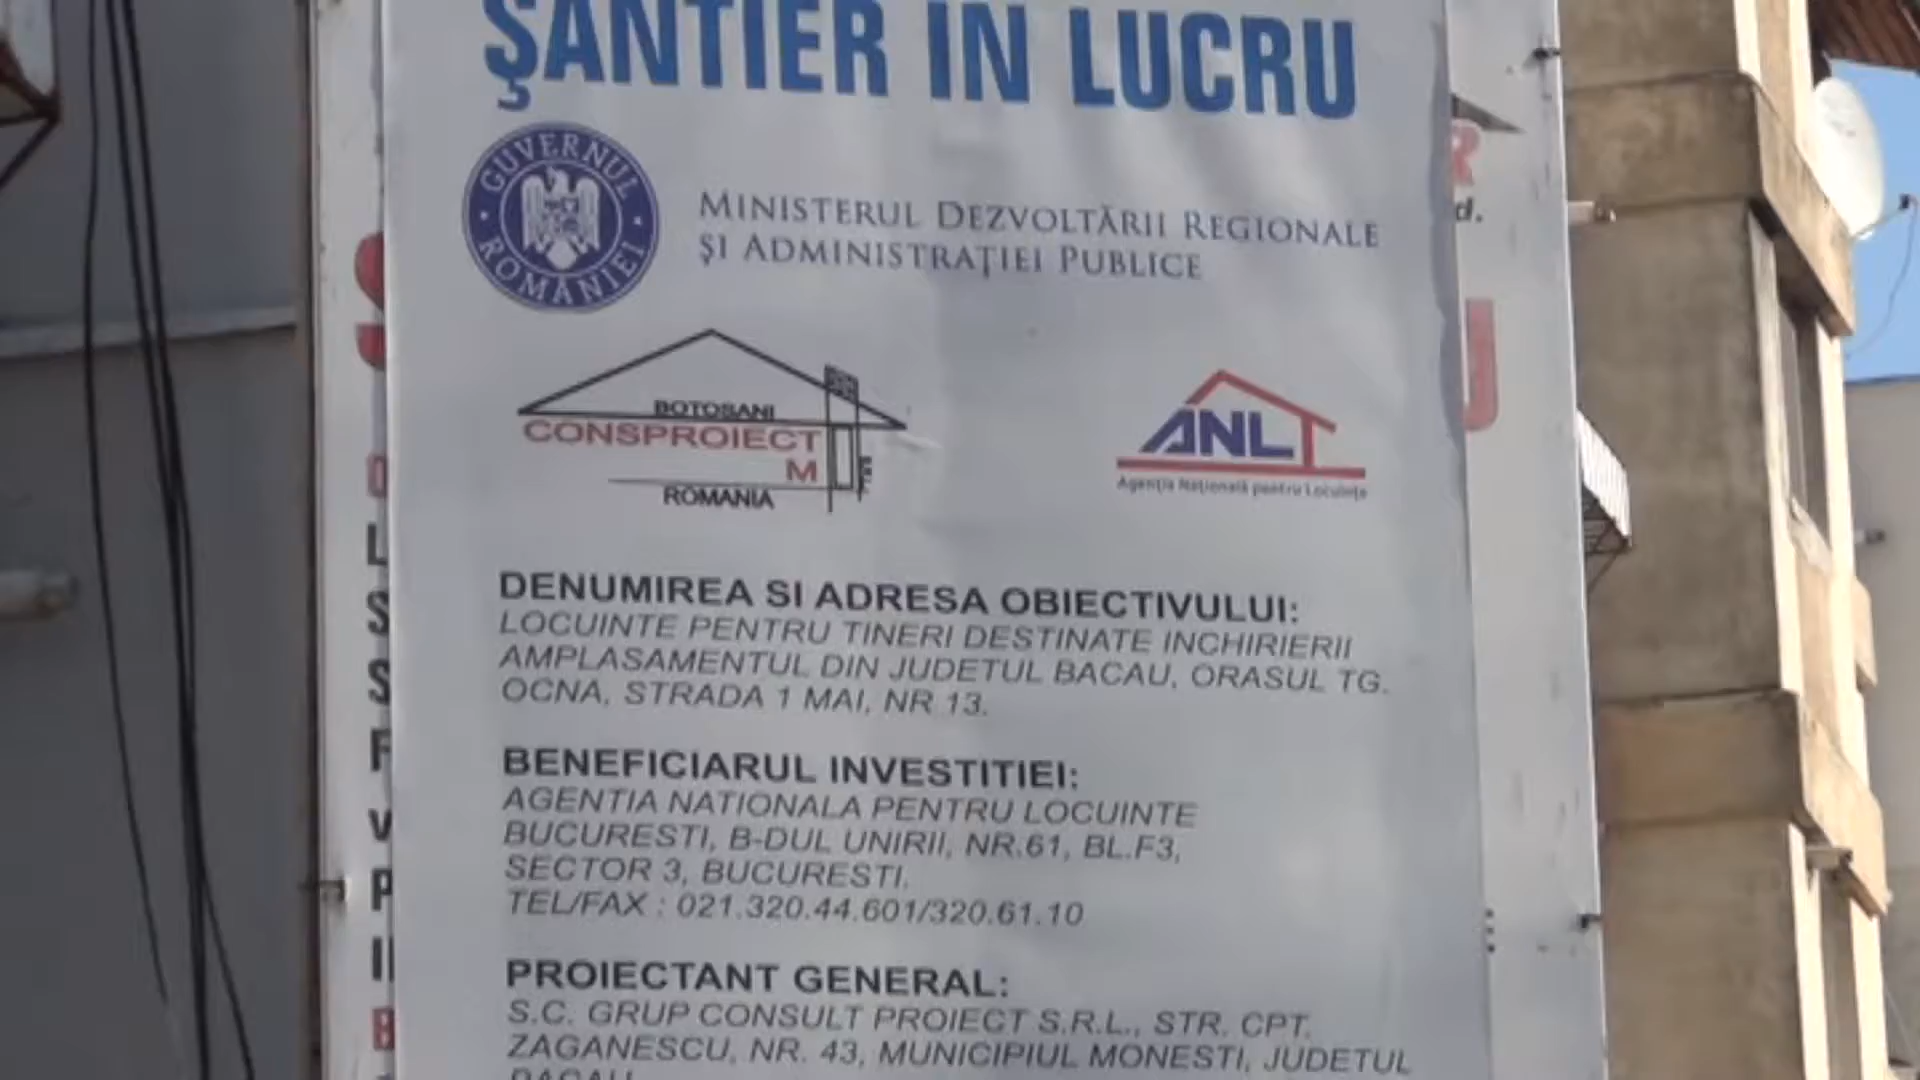 ŞANTIER IN LUCRU
GUVERNUL ROMÂNIEI
MINISTERUL DEZVOLTĂRII REGIONALE
ŞI ADMINISTRAŢIEI PUBLICE
BOTOSANI
CONSPROIECT
M
ROMANIA
ANL
Agenția Națională pentru Locuințe
DENUMIREA SI ADRESA OBIECTIVULUI:
LOCUINTE PENTRU TINERI DESTINATE INCHIRIERII
AMPLASAMENTUL DIN JUDETUL BACAU, ORASUL TG.
OCNA, STRADA 1 MAI, NR 13.
BENEFICIARUL INVESTITIEI:
AGENTIA NATIONALA PENTRU LOCUINTE
BUCURESTI, B-DUL UNIRII, NR.61, BL.F3,
SECTOR 3, BUCURESTI.
TEL/FAX : 021.320.44.601/320.61.10
PROIECTANT GENERAL:
S.C. GRUP CONSULT PROIECT S.R.L., STR. CPT.
ZAGANESCU, NR. 43, MUNICIPIUL MONESTI, JUDETUL